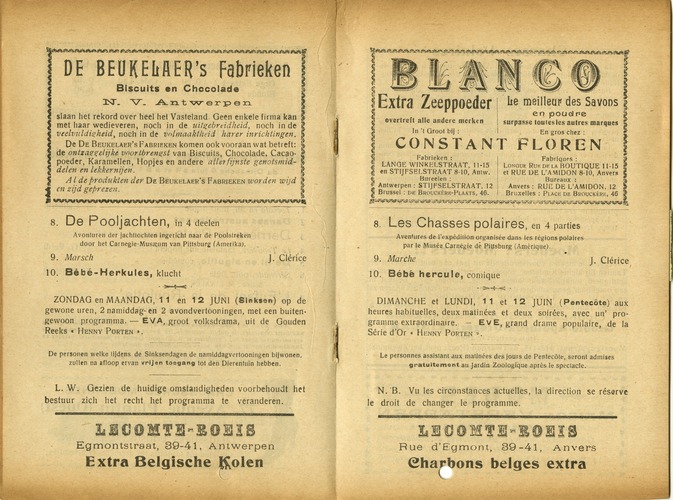 DE BEUKELAER's Fabrieken
Biscuits en Chocolade
N. V. Antwerpen
slaan het rekord over heel het Vasteland. Geen enkele firma kan
met haar wedieveren, noch in de uitgebreidheid, noch in de
veelvuldigheid, noch in de volmaaktheid harer inrichtingen.
De DE BEUKELAER's FABRIEKEN komen ook vooraan wat betreft:
de ontzagelijke voortbrengst van Biscuits, Chocolade, Cacao-
poeder, Karamellen, Hopjes en andere allerfijnste genotsmid-
delen en lekkernijen.
Al de produkten der DE BEUKELAER's FABRIEKEN worden wijd
en zijd geprezen.
8. De Pooljachten, in 4 deelen
Avonturen der jachttochten ingericht naar de Poolstreken
door het Carnegie-Museum van Pittsburg (Amerika).
9. Marsch J. Clérice
10. Bébé-Herkules, klucht
ZONDAG en MAANDAG, 11 en 12 JUNI (Sinksen) op de
gewone uren, 2 namiddag- en 2 avondvertooningen, met een buiten-
gewoon programma. — EVA, groot volksdrama, uit de Gouden
Reeks « HENNY PORTEN ».
De personen welke tijdens de Sinksendagen de namiddagvertooningen bijwonen,
zullen na afloop ervan vrijen toegang tot den Dierentuin hebben.
L. W. Gezien de huidige omstandigheden voorbehoudt het
bestuur zich het recht het programma te veranderen.
LECOMTE-ROEIS
Egmontstraat, 39-41, Antwerpen
Extra Belgische Kolen
BLANCO
Extra Zeeppoeder
overtreft alle andere merken
In 't Groot bij :
Le meilleur des Savons
en poudre
surpasse toutes les autres marques
En gros chez :
CONSTANT FLOREN
Fabrieken :
LANGE WINKELSTRAAT, 11-15
en STIJFSELSTRAAT 8-10, Antw.
Bureelen :
Antwerpen : STIJFSELSTRAAT, 12
Brussel : DE BROUCKÈRE-PLAATS, 46.
Fabriques :
LONGUE RUE DE LA BOUTIQUE 11-15
et RUE DE L'AMIDON 8-10, Anvers
Bureaux :
Anvers : RUE DE L'AMIDON, 12
Bruxelles : PLACE DE BROUCKÈRE, 46
8. Les Chasses polaires, en 4 parties
Aventures de l'expédition organisée dans les régions polaires
par le Musée Carnegie de Pittsburg (Amérique)
9. Marche J. Clérice
10. Bébé hercule, comique
DIMANCHE et LUNDI, 11 et 12 JUIN (Pentecôte) aux
heures habituelles, deux matinées et deux soirées, avec un' pro-
gramme extraordinaire. — EVE, grand drame populaire, de la
Série d'Or « HENNY PORTEN ».
Les personnes assistant aux matinées des jours de Pentecôte, seront admises
gratuitement au Jardin Zoologique après le spectacle.
N. B. Vu les circonstances actuelles, la direction se réserve
le droit de changer le programme.
LECOMTE-ROEIS
Rue d'Egmont, 39-41, Anvers
Charbons belges extra